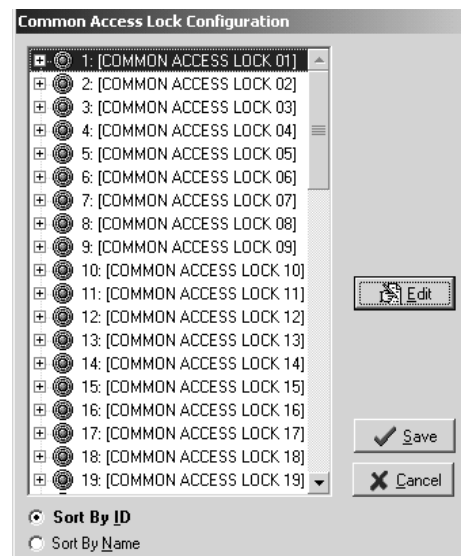 Common Access Lock Configuration
1: [COMMON ACCESS LOCK 01]
2: [COMMON ACCESS LOCK 02]
3: [COMMON ACCESS LOCK 03]
4: [COMMON ACCESS LOCK 04]
5: [COMMON ACCESS LOCK 05]
6: [COMMON ACCESS LOCK 06]
7: [COMMON ACCESS LOCK 07]
8: [COMMON ACCESS LOCK 08]
9: [COMMON ACCESS LOCK 09]
10: [COMMON ACCESS LOCK 10]
11: [COMMON ACCESS LOCK 11]
12: [COMMON ACCESS LOCK 12]
13: [COMMON ACCESS LOCK 13]
14: [COMMON ACCESS LOCK 14]
15: [COMMON ACCESS LOCK 15]
16: [COMMON ACCESS LOCK 16]
17: [COMMON ACCESS LOCK 17]
18: [COMMON ACCESS LOCK 18]
19: [COMMON ACCESS LOCK 19]
Edit
Save
Cancel
Sort By ID
Sort By Name